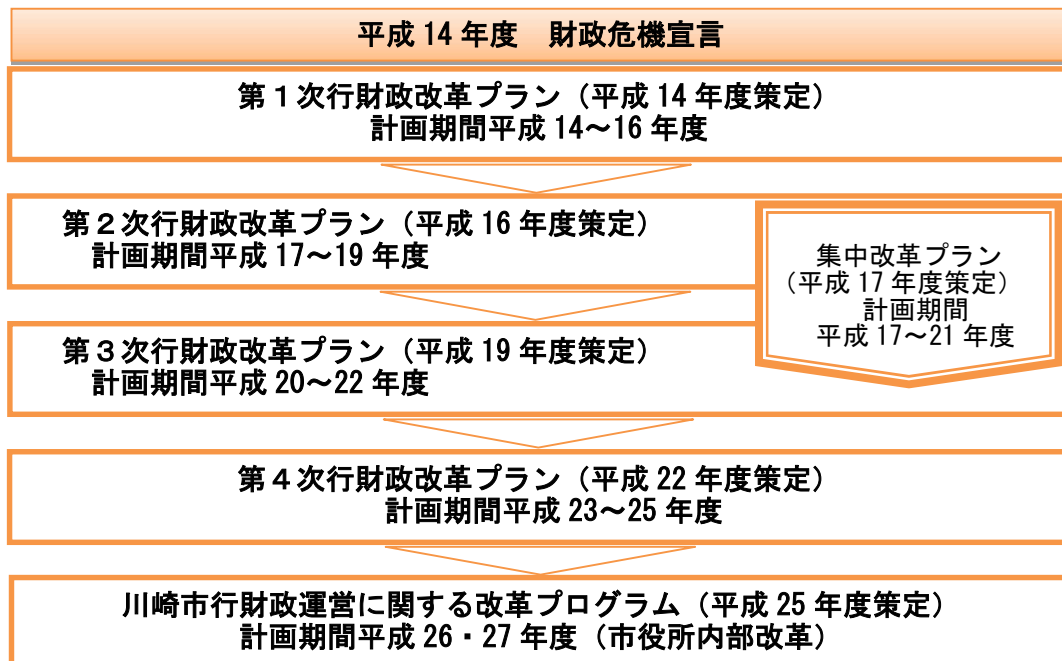 平成 14 年度　財政危機宣言
第１次行財政改革プラン（平成 14 年度策定）
計画期間平成 14～16 年度
第２次行財政改革プラン（平成 16 年度策定）
計画期間平成 17～19 年度
集中改革プラン
（平成 17 年度策定）
計画期間
平成 17～21 年度
第３次行財政改革プラン（平成 19 年度策定）
計画期間平成 20～22 年度
第４次行財政改革プラン（平成 22 年度策定）
計画期間平成 23～25 年度
川崎市行財政運営に関する改革プログラム（平成 25 年度策定）
計画期間平成 26・27 年度（市役所内部改革）